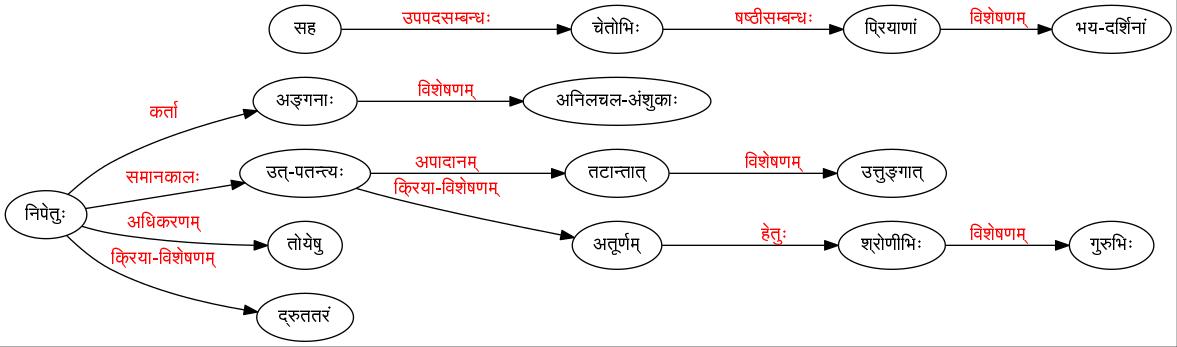 सह उपपदसम्बन्धः चेतोभिः षष्ठीसम्बन्धः प्रियाणां विशेषणम् भय-दर्शिनां
कर्ता अङ्गनाः विशेषणम् अनिलचल-अंशुकाः
समानकालः उत्-पतन्त्यः अपादानम् तटान्तात् विशेषणम् उत्तुङ्गात्
क्रिया-विशेषणम्
निपेतुः
अधिकरणम् तोयेषु अतूर्णम् हेतुः श्रोणीभिः विशेषणम् गुरुभिः
क्रिया-विशेषणम्
द्रुततरं